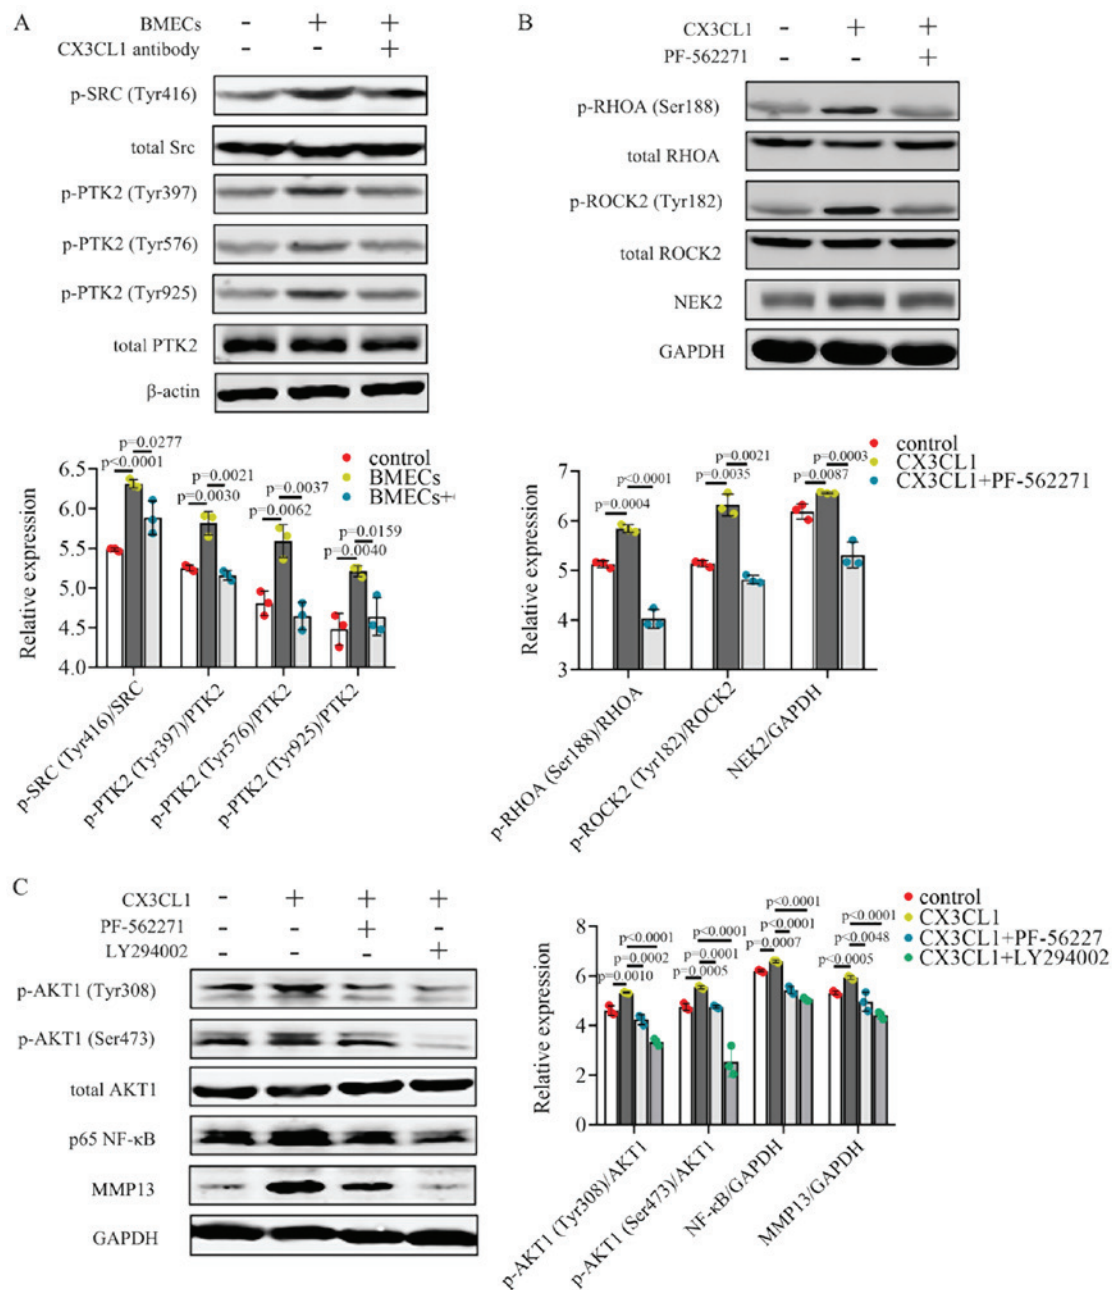 A
BMECs - + +
CX3CL1 antibody - - +
p-SRC (Tyr416)
total Src
p-PTK2 (Tyr397)
p-PTK2 (Tyr576)
p-PTK2 (Tyr925)
total PTK2
β-actin
B
CX3CL1 - + +
PF-562271 - - +
p-RHOA (Ser188)
total RHOA
p-ROCK2 (Tyr182)
total ROCK2
NEK2
GAPDH
Relative expression
6.5
6.0
5.5
5.0
4.5
4.0
p=0.0277
p<0.0001
p=0.0021
p=0.0030
p=0.0037
p=0.0062
p=0.0159
p=0.0040
control
BMECs
BMECs+
p-SRC (Tyr416)/SRC
p-PTK2 (Tyr397)/PTK2
p-PTK2 (Tyr576)/PTK2
p-PTK2 (Tyr925)/PTK2
Relative expression
7
6
5
4
3
p<0.0001
p=0.0004
p=0.0021
p=0.0035
p=0.0003
p=0.0087
control
CX3CL1
CX3CL1+PF-562271
p-RHOA (Ser188)/RHOA
p-ROCK2 (Tyr182)/ROCK2
NEK2/GAPDH
C
CX3CL1 - + + +
PF-562271 - - +
LY294002 - - - +
p-AKT1 (Tyr308)
p-AKT1 (Ser473)
total AKT1
p65 NF-κB
MMP13
GAPDH
Relative expression
8
6
4
2
0
p<0.0001
p=0.0002
p=0.0010
p<0.0001
p=0.0001
p=0.0005
p<0.0001
p<0.0001
p=0.0007
p<0.0001
p=0.0048
p<0.0005
control
CX3CL1
CX3CL1+PF-56227
CX3CL1+LY294002
p-AKT1 (Tyr308)/AKT1
p-AKT1 (Ser473)/AKT1
NF-κB/GAPDH
MMP13/GAPDH